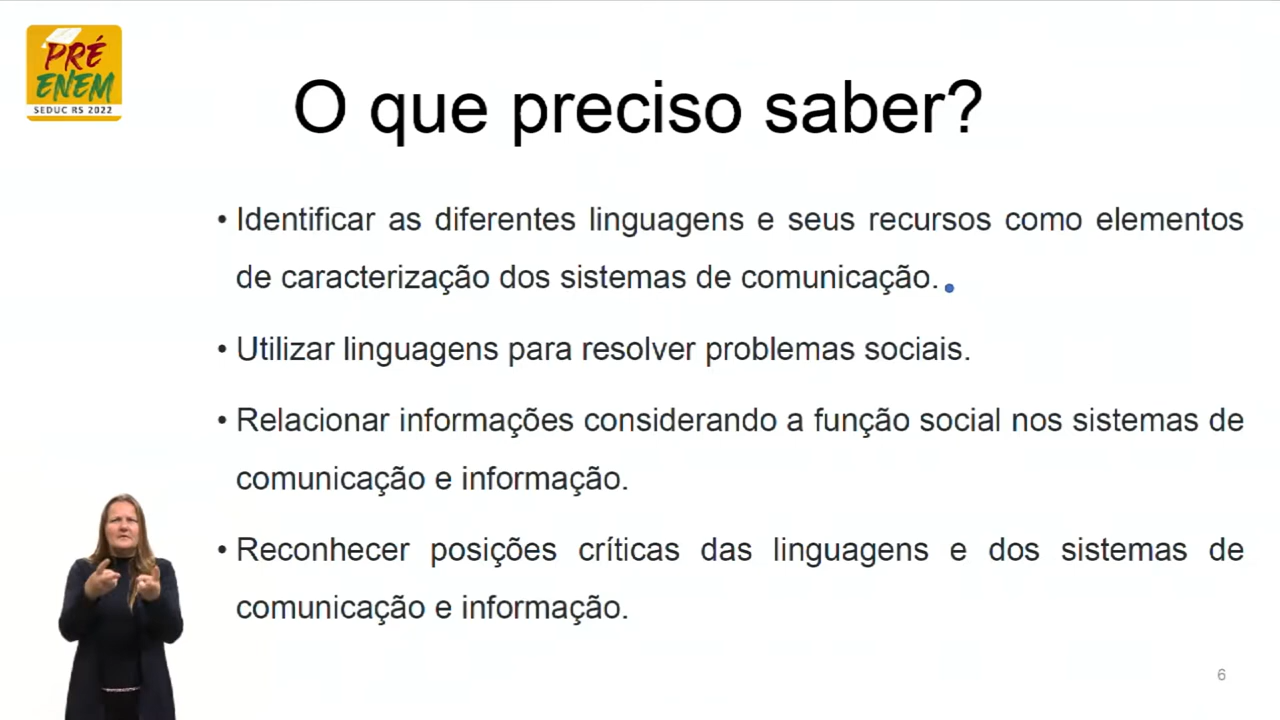 PRÉ
ENEM
SEDUC RS 2022
O que preciso saber?
• Identificar as diferentes linguagens e seus recursos como elementos
de caracterização dos sistemas de comunicação.
• Utilizar linguagens para resolver problemas sociais.
• Relacionar informações considerando a função social nos sistemas de
comunicação e informação.
• Reconhecer posições críticas das linguagens e dos sistemas de
comunicação e informação.
6